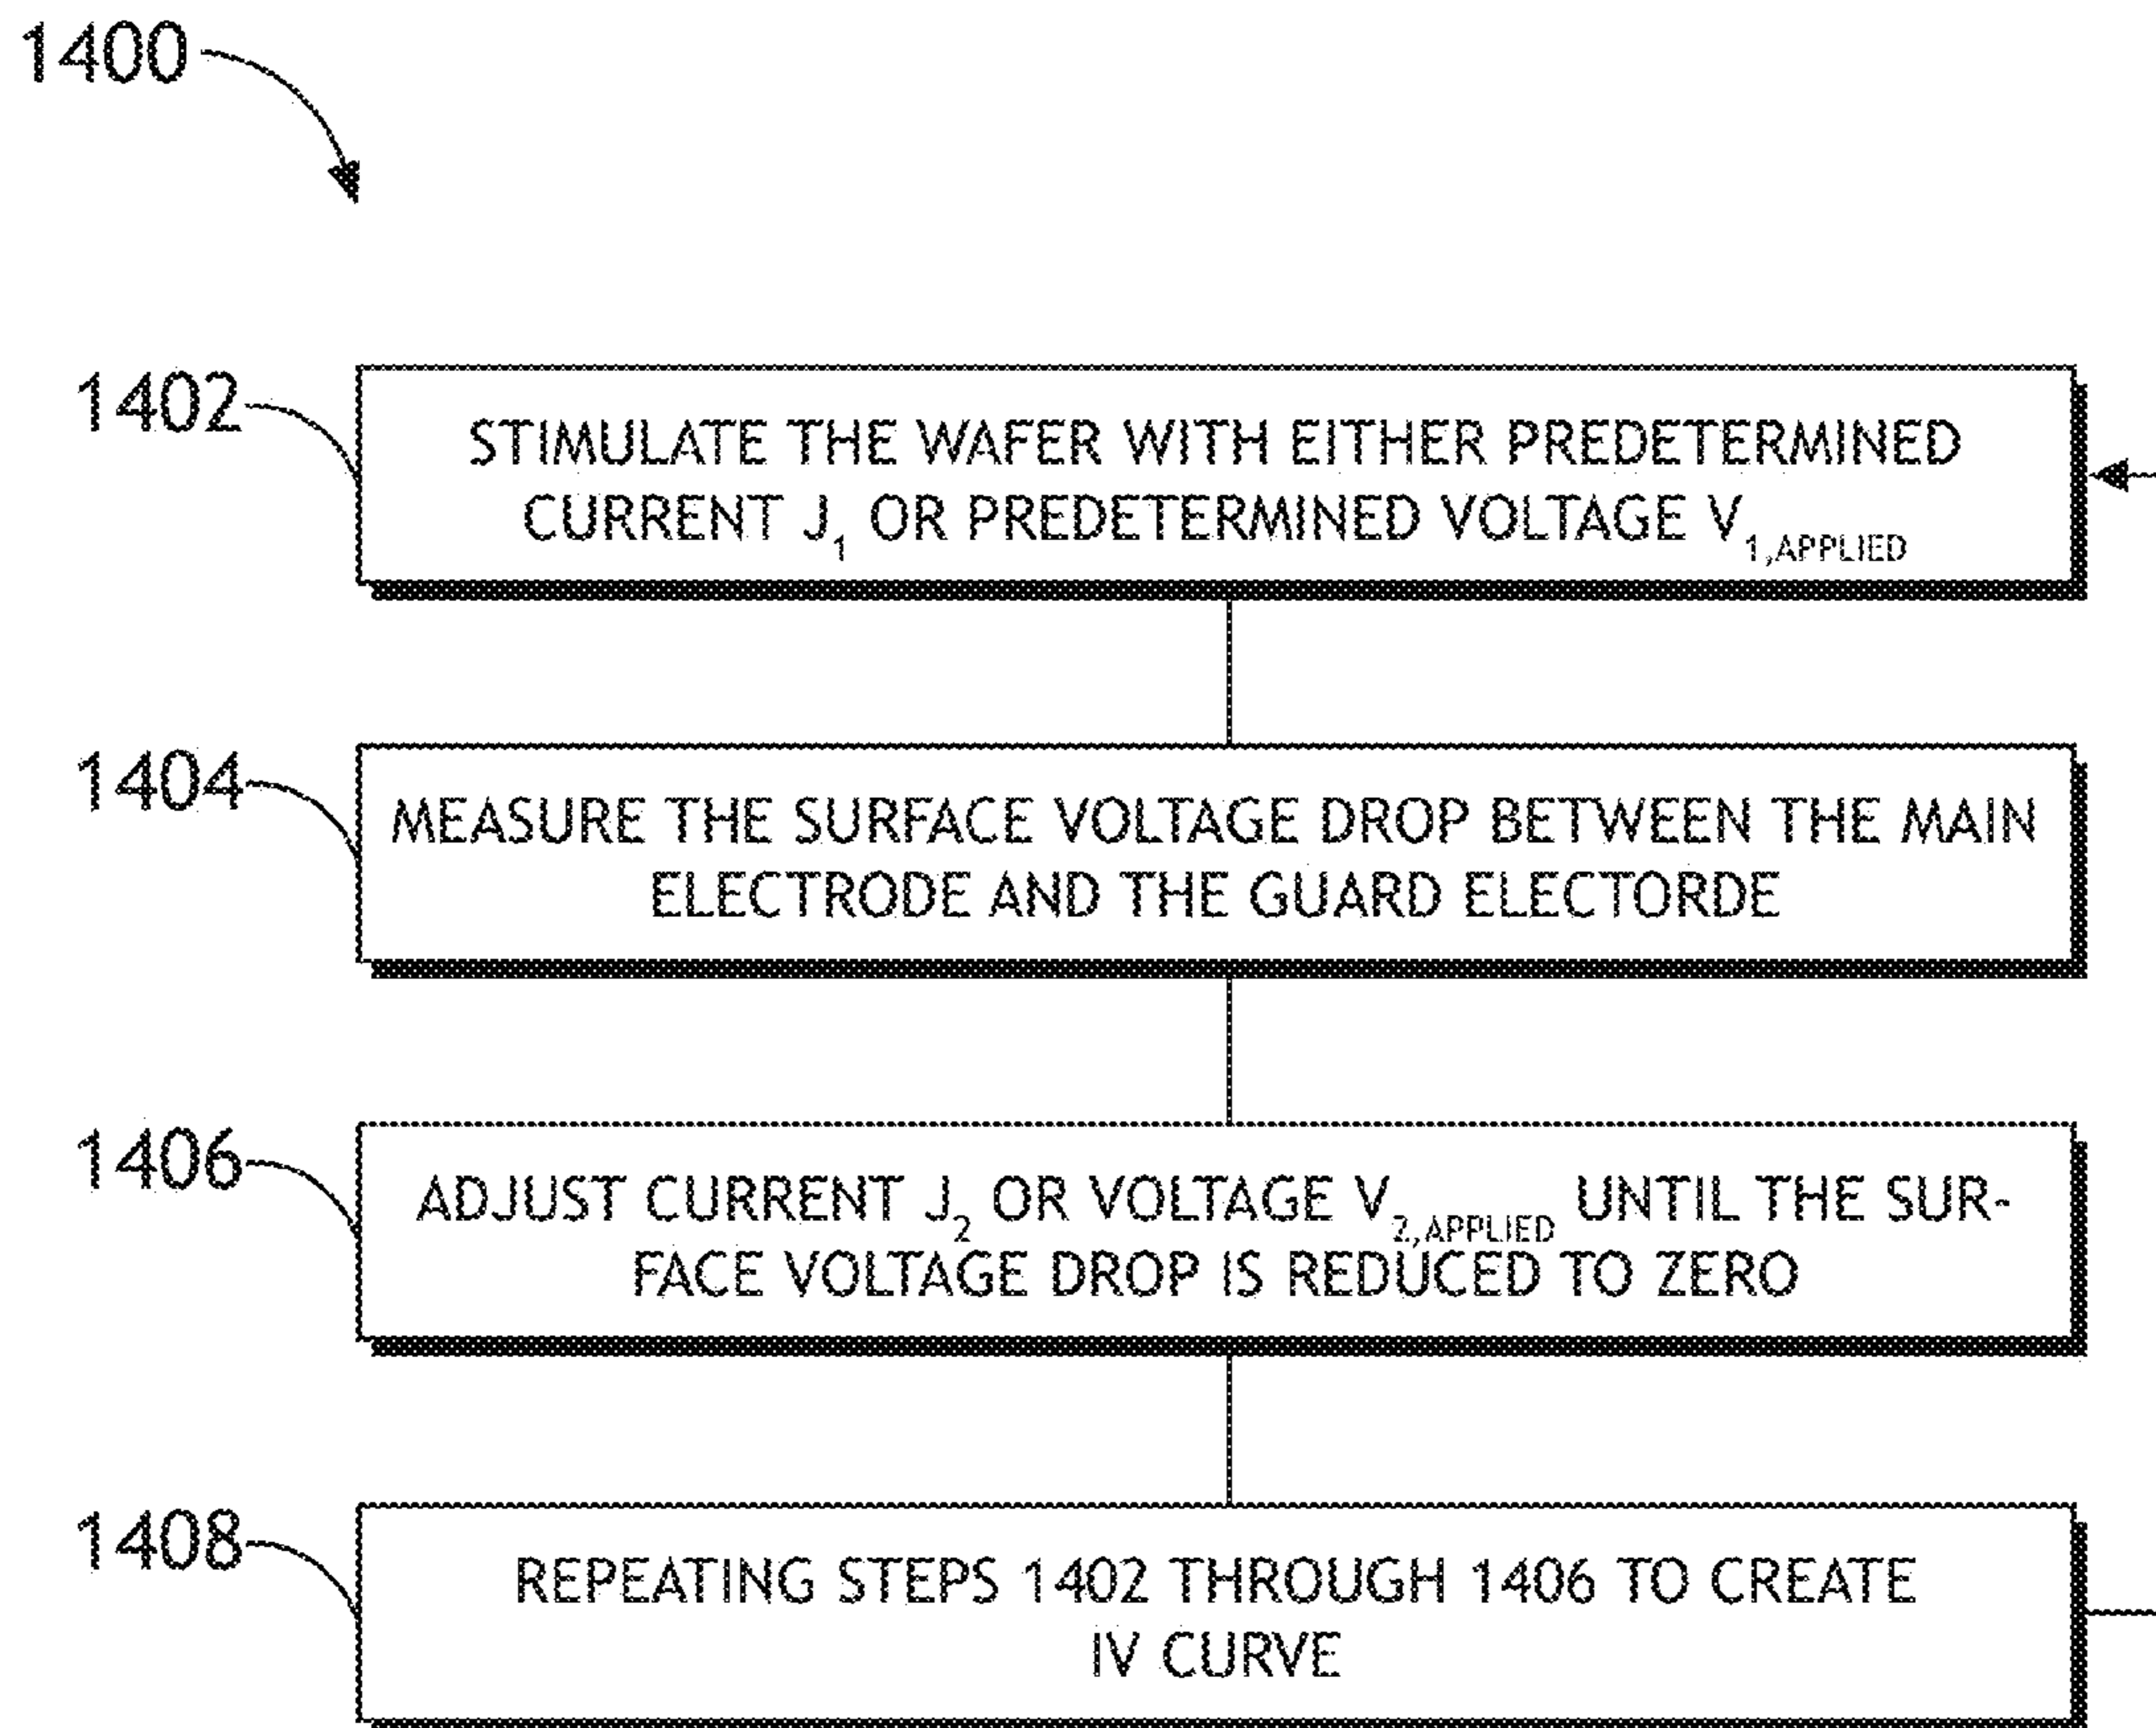 1400
1402
STIMULATE THE WAFER WITH EITHER PREDETERMINED
CURRENT J1 OR PREDETERMINED VOLTAGE V1,APPLIED
1404
MEASURE THE SURFACE VOLTAGE DROP BETWEEN THE MAIN
ELECTRODE AND THE GUARD ELECTORDE
1406
ADJUST CURRENT J2 OR VOLTAGE V2,APPLIED UNTIL THE SUR-
FACE VOLTAGE DROP IS REDUCED TO ZERO
1408
REPEATING STEPS 1402 THROUGH 1406 TO CREATE
IV CURVE